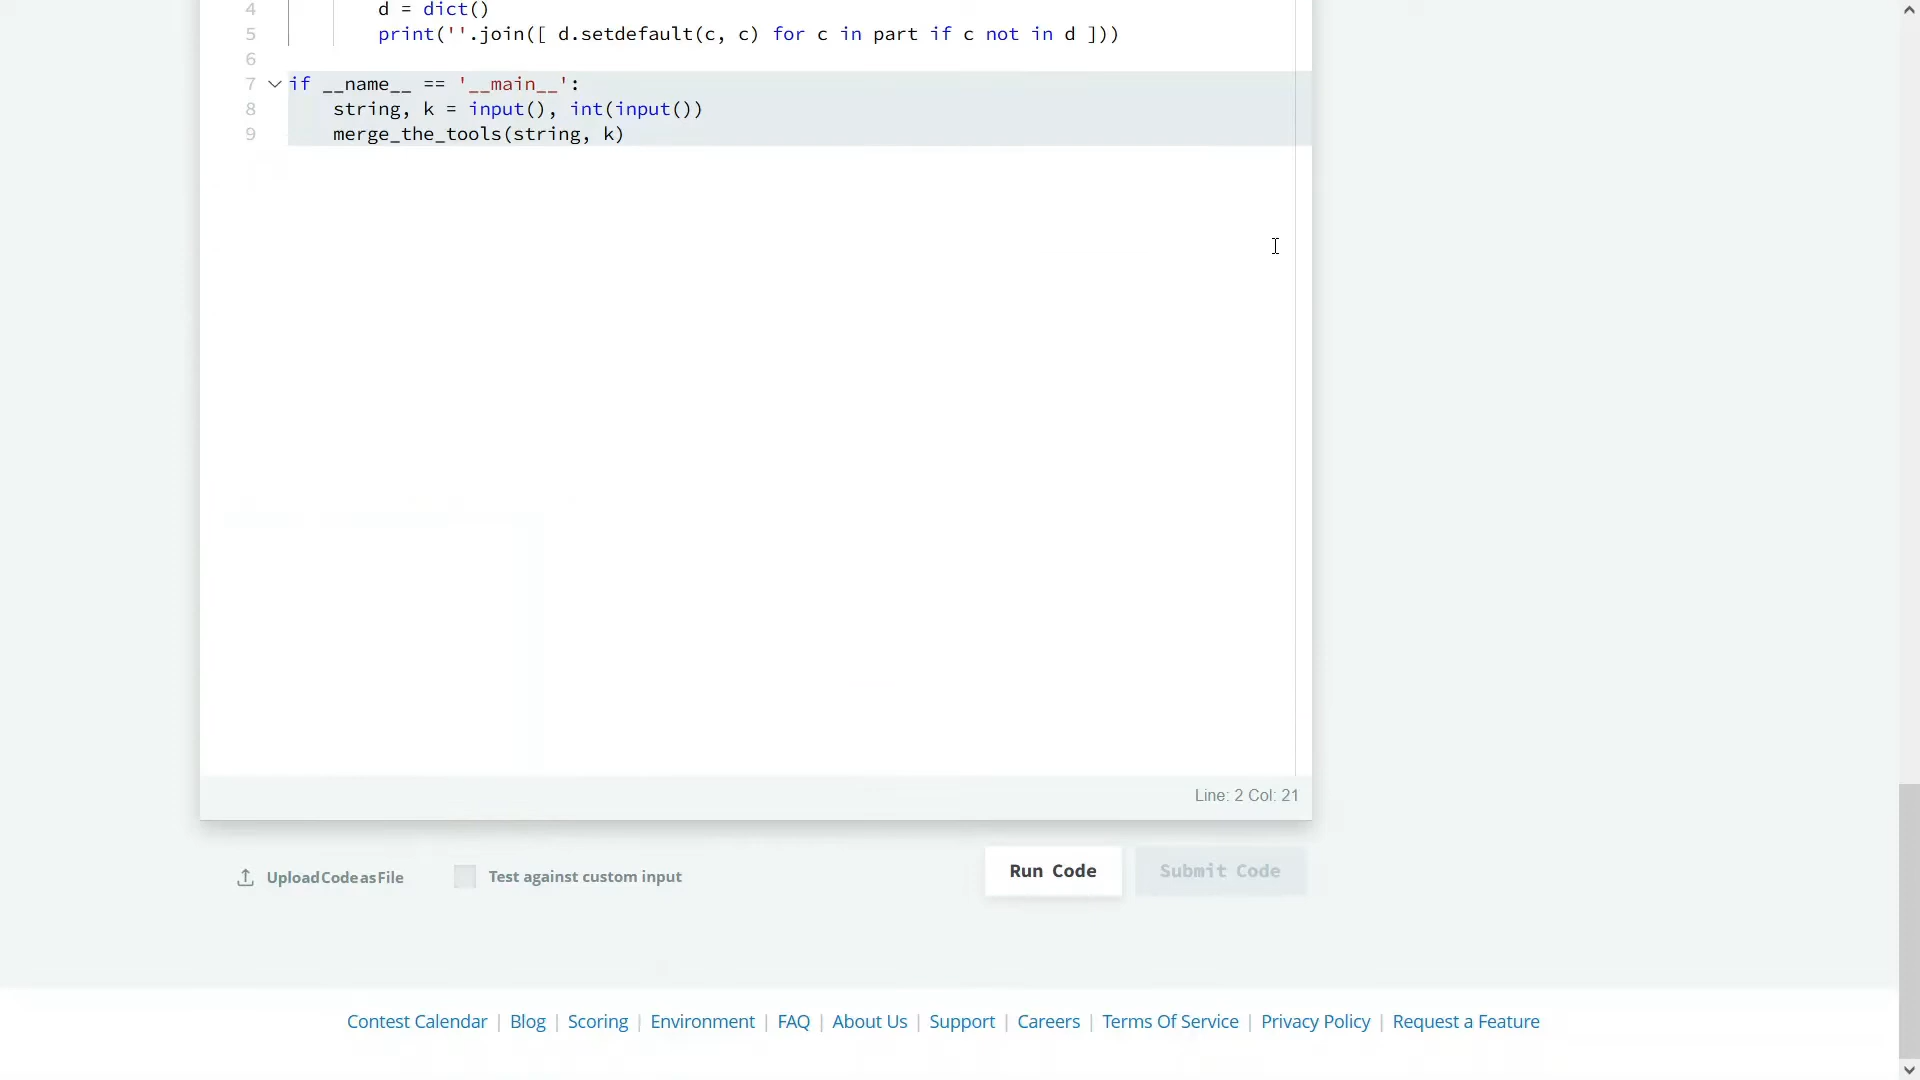 4 d = dict()
5 print(''.join([ d.setdefault(c, c) for c in part if c not in d ]))
6
7 if __name__ == '__main__':
8 string, k = input(), int(input())
9 merge_the_tools(string, k)
Line: 2 Col: 21
Upload Code as File Test against custom input Run Code Submit Code
Contest Calendar | Blog | Scoring | Environment | FAQ | About Us | Support | Careers | Terms Of Service | Privacy Policy | Request a Feature